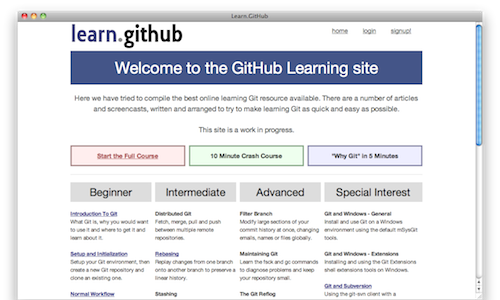 Learn.GitHub
learn.github
home login signup!
Welcome to the GitHub Learning site
Here we have tried to compile the best online learning Git resource available. There are a number of articles
and screencasts, written and arranged to try to make learning Git as quick and easy as possible.
This site is a work in progress.
Start the Full Course
10 Minute Crash Course
"Why Git" in 5 Minutes
Beginner
Introduction To Git
What is Git, why you would
want to use it and where to get it and
learn about it.
Setup and Initialization
Setup your Git environment, then
create a new Git repository and
clone an existing one.
Normal Workflow
Intermediate
Distributed Git
Fetch, merge, pull and push
between multiple remote
repositories.
Rebasing
Replay changes from one branch
onto another branch to preserve a
linear history.
Stashing
Advanced
Filter Branch
Modify large sections of your
commit history at once, changing
emails, names or files globally.
Maintaining Git
Learn the fsck and gc commands
to diagnose problems and keep
your repository small.
The Git Reflog
Special Interest
Git and Windows - General
Install and use Git on a Windows
environment using the default mSysGit
tools.
Git and Windows - Extensions
Installing and using the Git Extensions
shell extensions tools on Windows.
Git and Subversion
Using the git-svn client with a